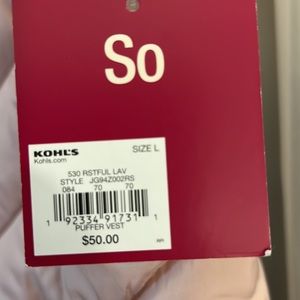 So
KOHL'S SIZE L
Kohls.com
530 RSTFUL LAV
STYLE JG94Z002RS
084 70 70
1 92334 91731 1
PUFFER VEST
$50.00